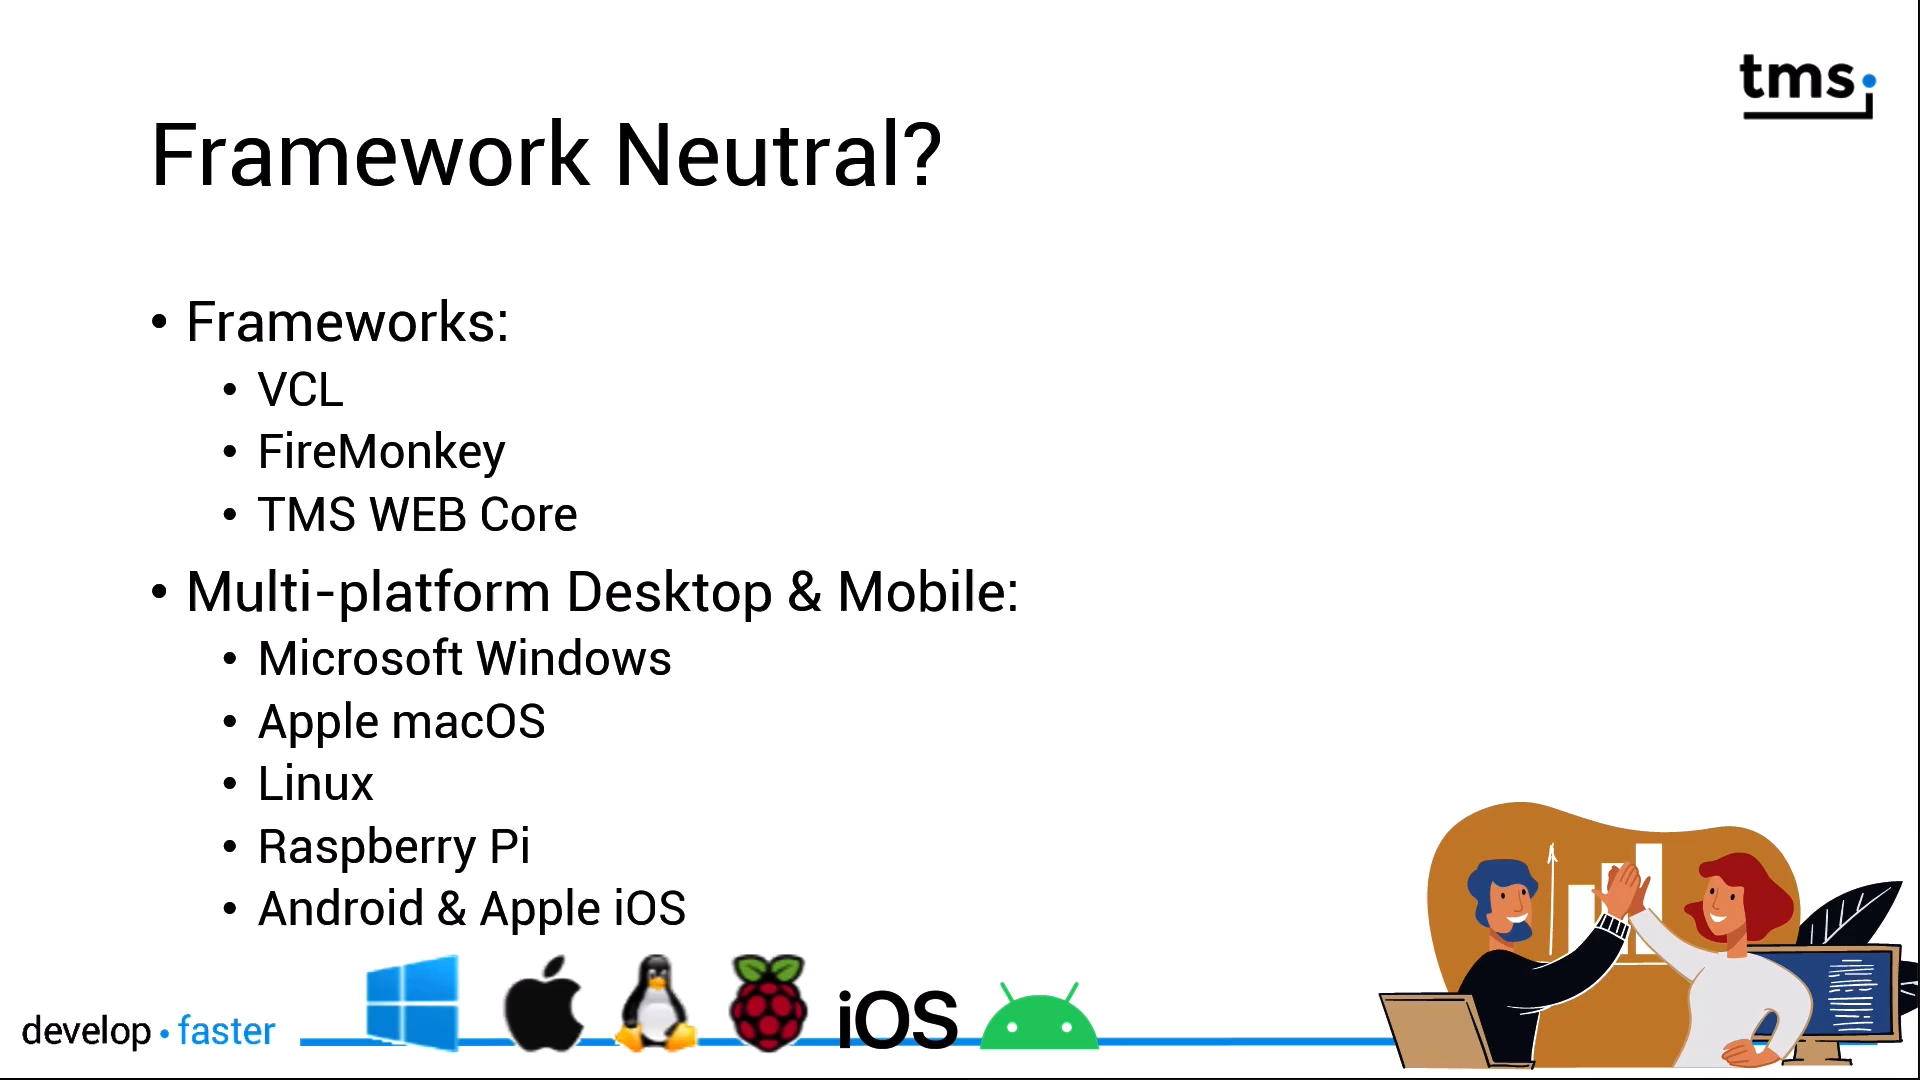 tms
Framework Neutral?
• Frameworks:
• VCL
• FireMonkey
• TMS WEB Core
• Multi-platform Desktop & Mobile:
• Microsoft Windows
• Apple macOS
• Linux
• Raspberry Pi
• Android & Apple iOS
develop • faster
iOS